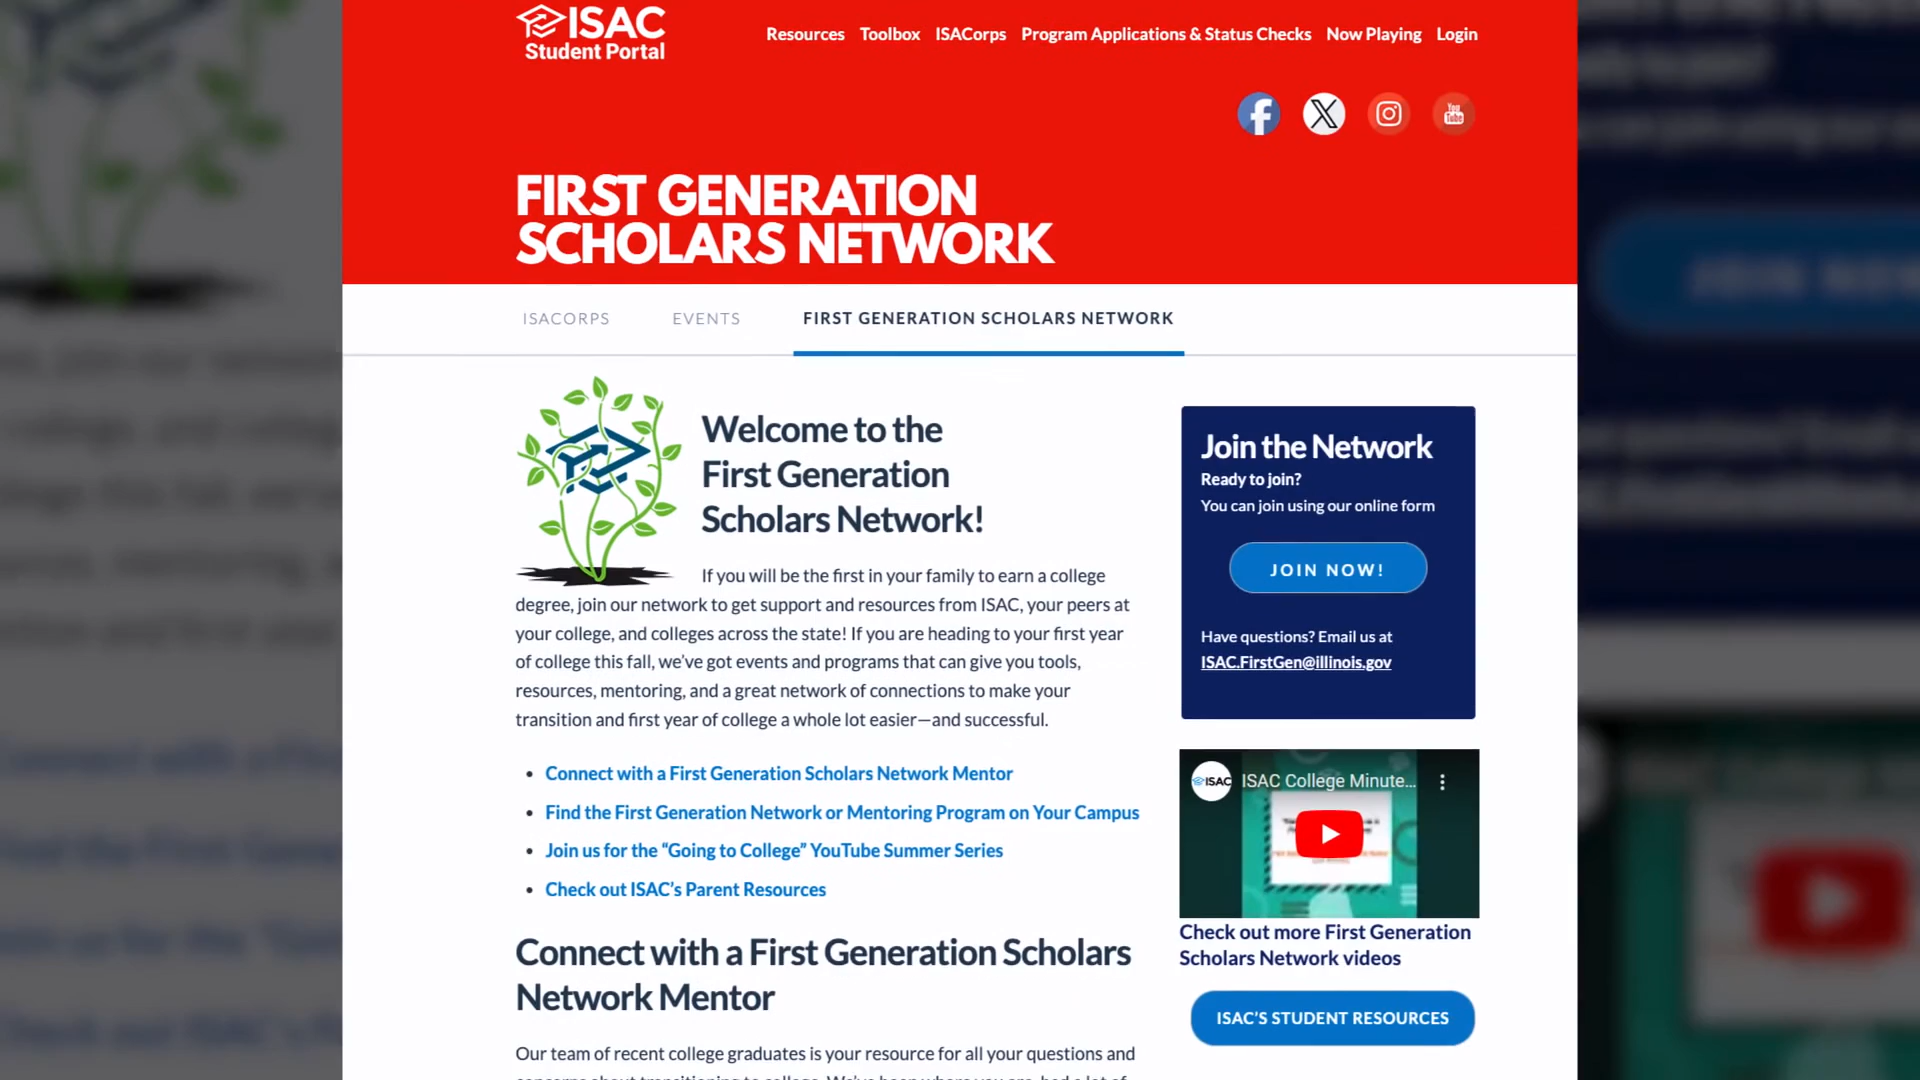 ISAC
Student Portal
Resources Toolbox ISACorps Program Applications & Status Checks Now Playing Login
You
Tube
FIRST GENERATION
SCHOLARS NETWORK
ISACORPS EVENTS FIRST GENERATION SCHOLARS NETWORK
Welcome to the
First Generation
Scholars Network!
If you will be the first in your family to earn a college
degree, join our network to get support and resources from ISAC, your peers at
your college, and colleges across the state! If you are heading to your first year
of college this fall, we’ve got events and programs that can give you tools,
resources, mentoring, and a great network of connections to make your
transition and first year of college a whole lot easier—and successful.
• Connect with a First Generation Scholars Network Mentor
• Find the First Generation Network or Mentoring Program on Your Campus
• Join us for the “Going to College” YouTube Summer Series
• Check out ISAC’s Parent Resources
Connect with a First Generation Scholars
Network Mentor
Our team of recent college graduates is your resource for all your questions and
Join the Network
Ready to join?
You can join using our online form
JOIN NOW!
Have questions? Email us at
ISAC.FirstGen@illinois.gov
ISAC
ISAC College Minute...
Check out more First Generation
Scholars Network videos
ISAC’S STUDENT RESOURCES